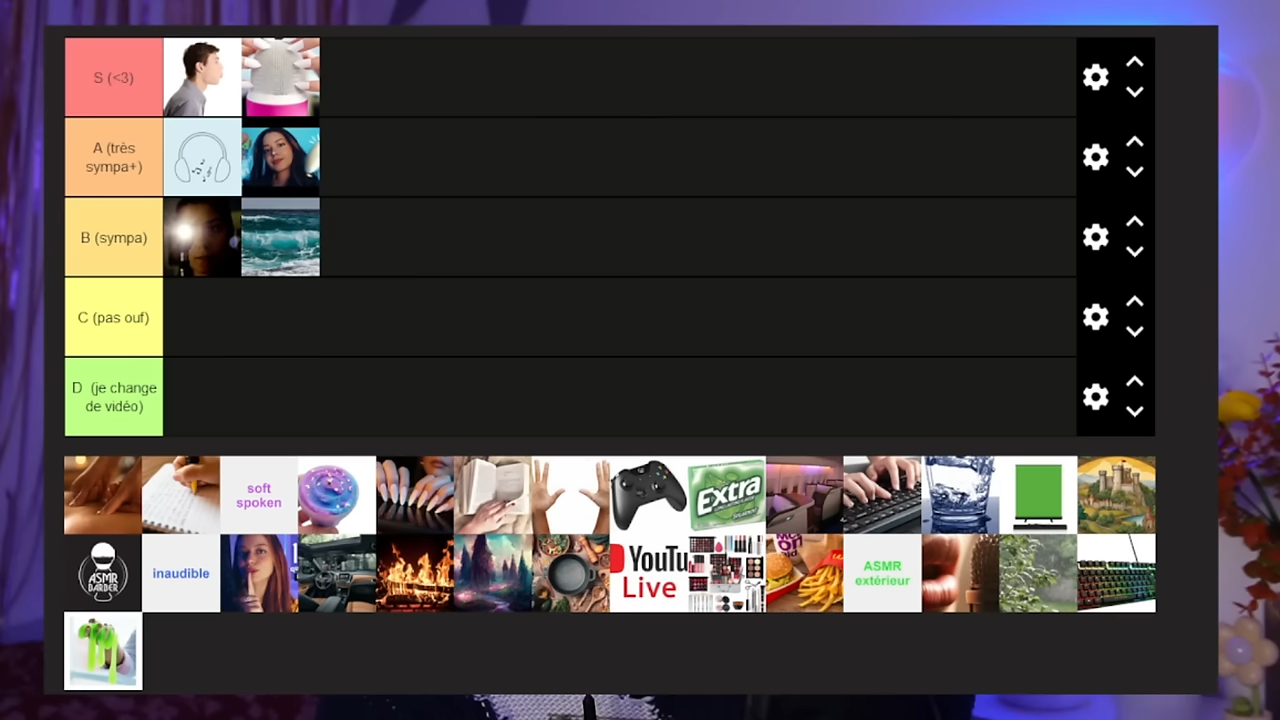 S (<3)
A (très
sympa+)
B (sympa)
C (pas ouf)
D (je change
de vidéo)
soft
spoken
Extra
ASMR
BARBER
inaudible
YouTu
Live
ASMR
extérieur